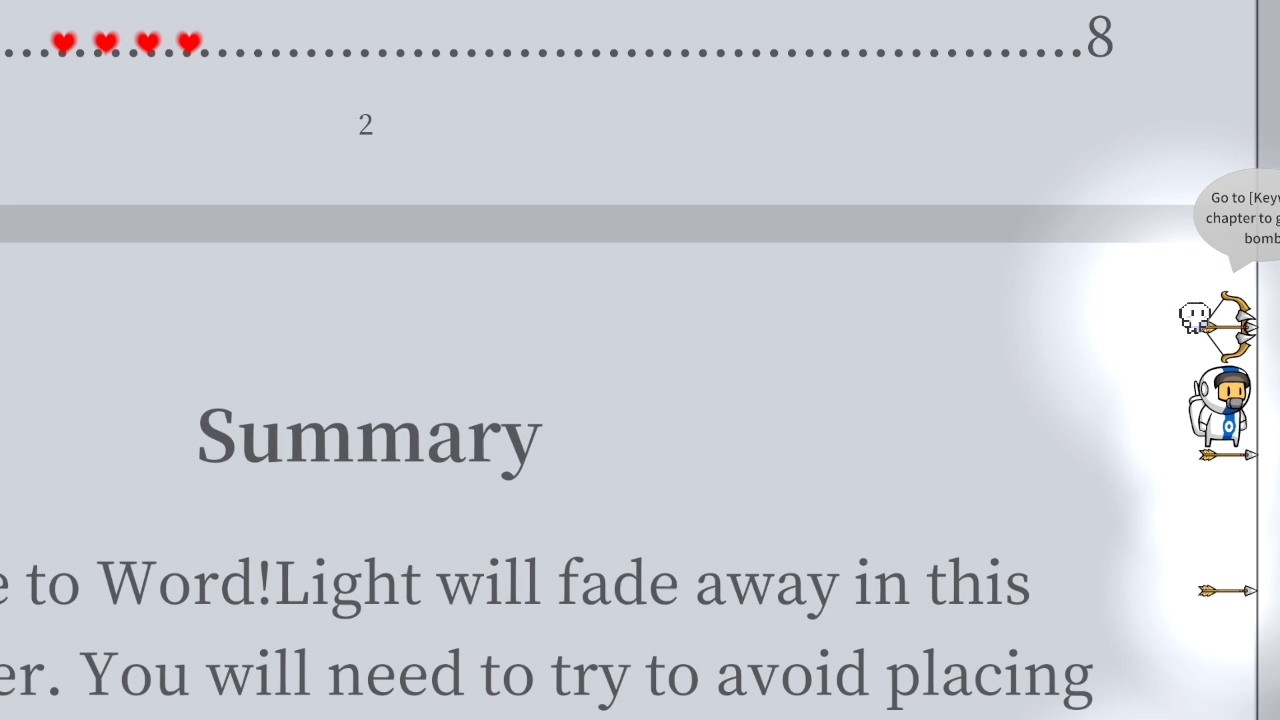 ........................................................8
2
Go to [Key
chapter to g
bomb
Summary
e to Word!Light will fade away in this
er. You will need to try to avoid placing